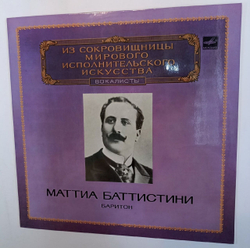 ИЗ СОКРОВИЩНИЦЫ
МИРОВОГО
ИСПОЛНИТЕЛЬСКОГО
ИСКУССТВА
ВОКАЛИСТЫ
МАТТИА БАТТИСТИНИ
БАРИТОН